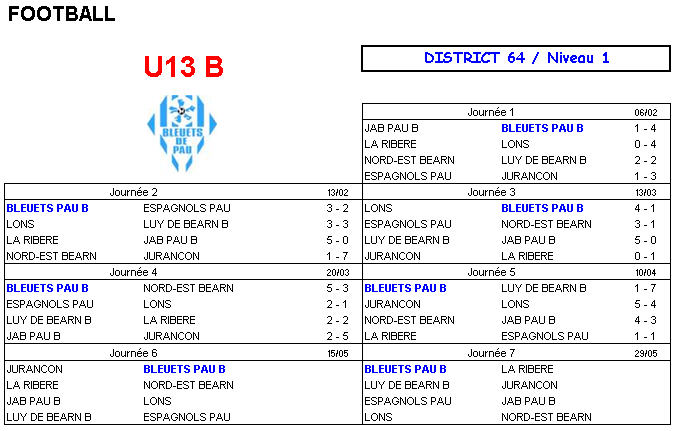 FOOTBALL
U13 B
DISTRICT 64 / Niveau 1
BLEUETS
DE
PAU
Journée 1 06/02
JAB PAU B BLEUETS PAU B 1 - 4
LA RIBERE LONS 0 - 4
NORD-EST BEARN LUY DE BEARN B 2 - 2
ESPAGNOLS PAU JURANCON 1 - 3
Journée 2 13/02
BLEUETS PAU B ESPAGNOLS PAU 3 - 2
LONS LUY DE BEARN B 3 - 3
LA RIBERE JAB PAU B 5 - 0
NORD-EST BEARN JURANCON 1 - 7
Journée 3 13/03
LONS BLEUETS PAU B 4 - 1
ESPAGNOLS PAU NORD-EST BEARN 3 - 1
LUY DE BEARN B JAB PAU B 5 - 0
JURANCON LA RIBERE 0 - 1
Journée 4 20/03
BLEUETS PAU B NORD-EST BEARN 5 - 3
ESPAGNOLS PAU LONS 2 - 1
LUY DE BEARN B LA RIBERE 2 - 2
JAB PAU B JURANCON 2 - 5
Journée 5 10/04
BLEUETS PAU B LUY DE BEARN B 1 - 7
JURANCON LONS 5 - 4
NORD-EST BEARN JAB PAU B 4 - 3
LA RIBERE ESPAGNOLS PAU 1 - 1
Journée 6 15/05
JURANCON BLEUETS PAU B
LA RIBERE NORD-EST BEARN
JAB PAU B LONS
LUY DE BEARN B ESPAGNOLS PAU
Journée 7 29/05
BLEUETS PAU B LA RIBERE
LUY DE BEARN B JURANCON
ESPAGNOLS PAU JAB PAU B
LONS NORD-EST BEARN